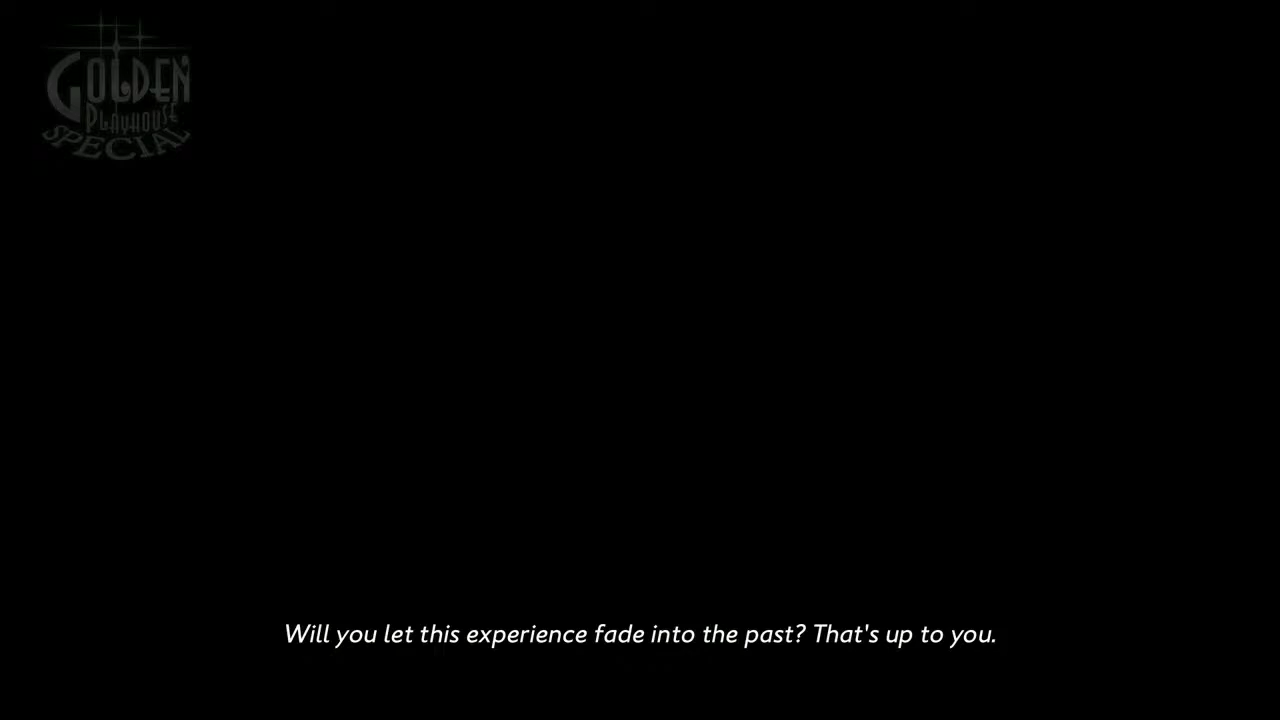 GOLDEN
PLAYHOUSE
SPECIAL
Will you let this experience fade into the past? That's up to you.